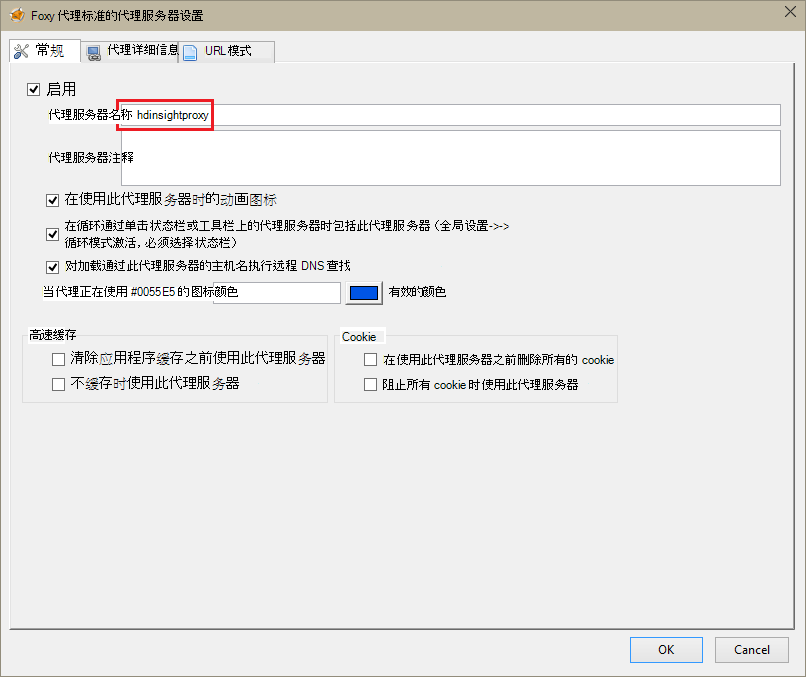 Foxy 代理标准的代理服务器设置
常规 代理详细信息 URL模式
启用
代理服务器名称 hdinsightproxy
代理服务器注释
在使用此代理服务器时的动画图标
在循环通过单击状态栏或工具栏上的代理服务器时包括此代理服务器（全局设置->->
循环模式激活，必须选择状态栏）
对加载通过此代理服务器的主机名执行远程 DNS 查找
当代理正在使用 #0055E5 的图标颜色 有效的颜色
高速缓存
清除应用程序缓存之前使用此代理服务器
不缓存时使用此代理服务器
Cookie
在使用此代理服务器之前删除所有的 cookie
阻止所有 cookie 时使用此代理服务器
OK Cancel